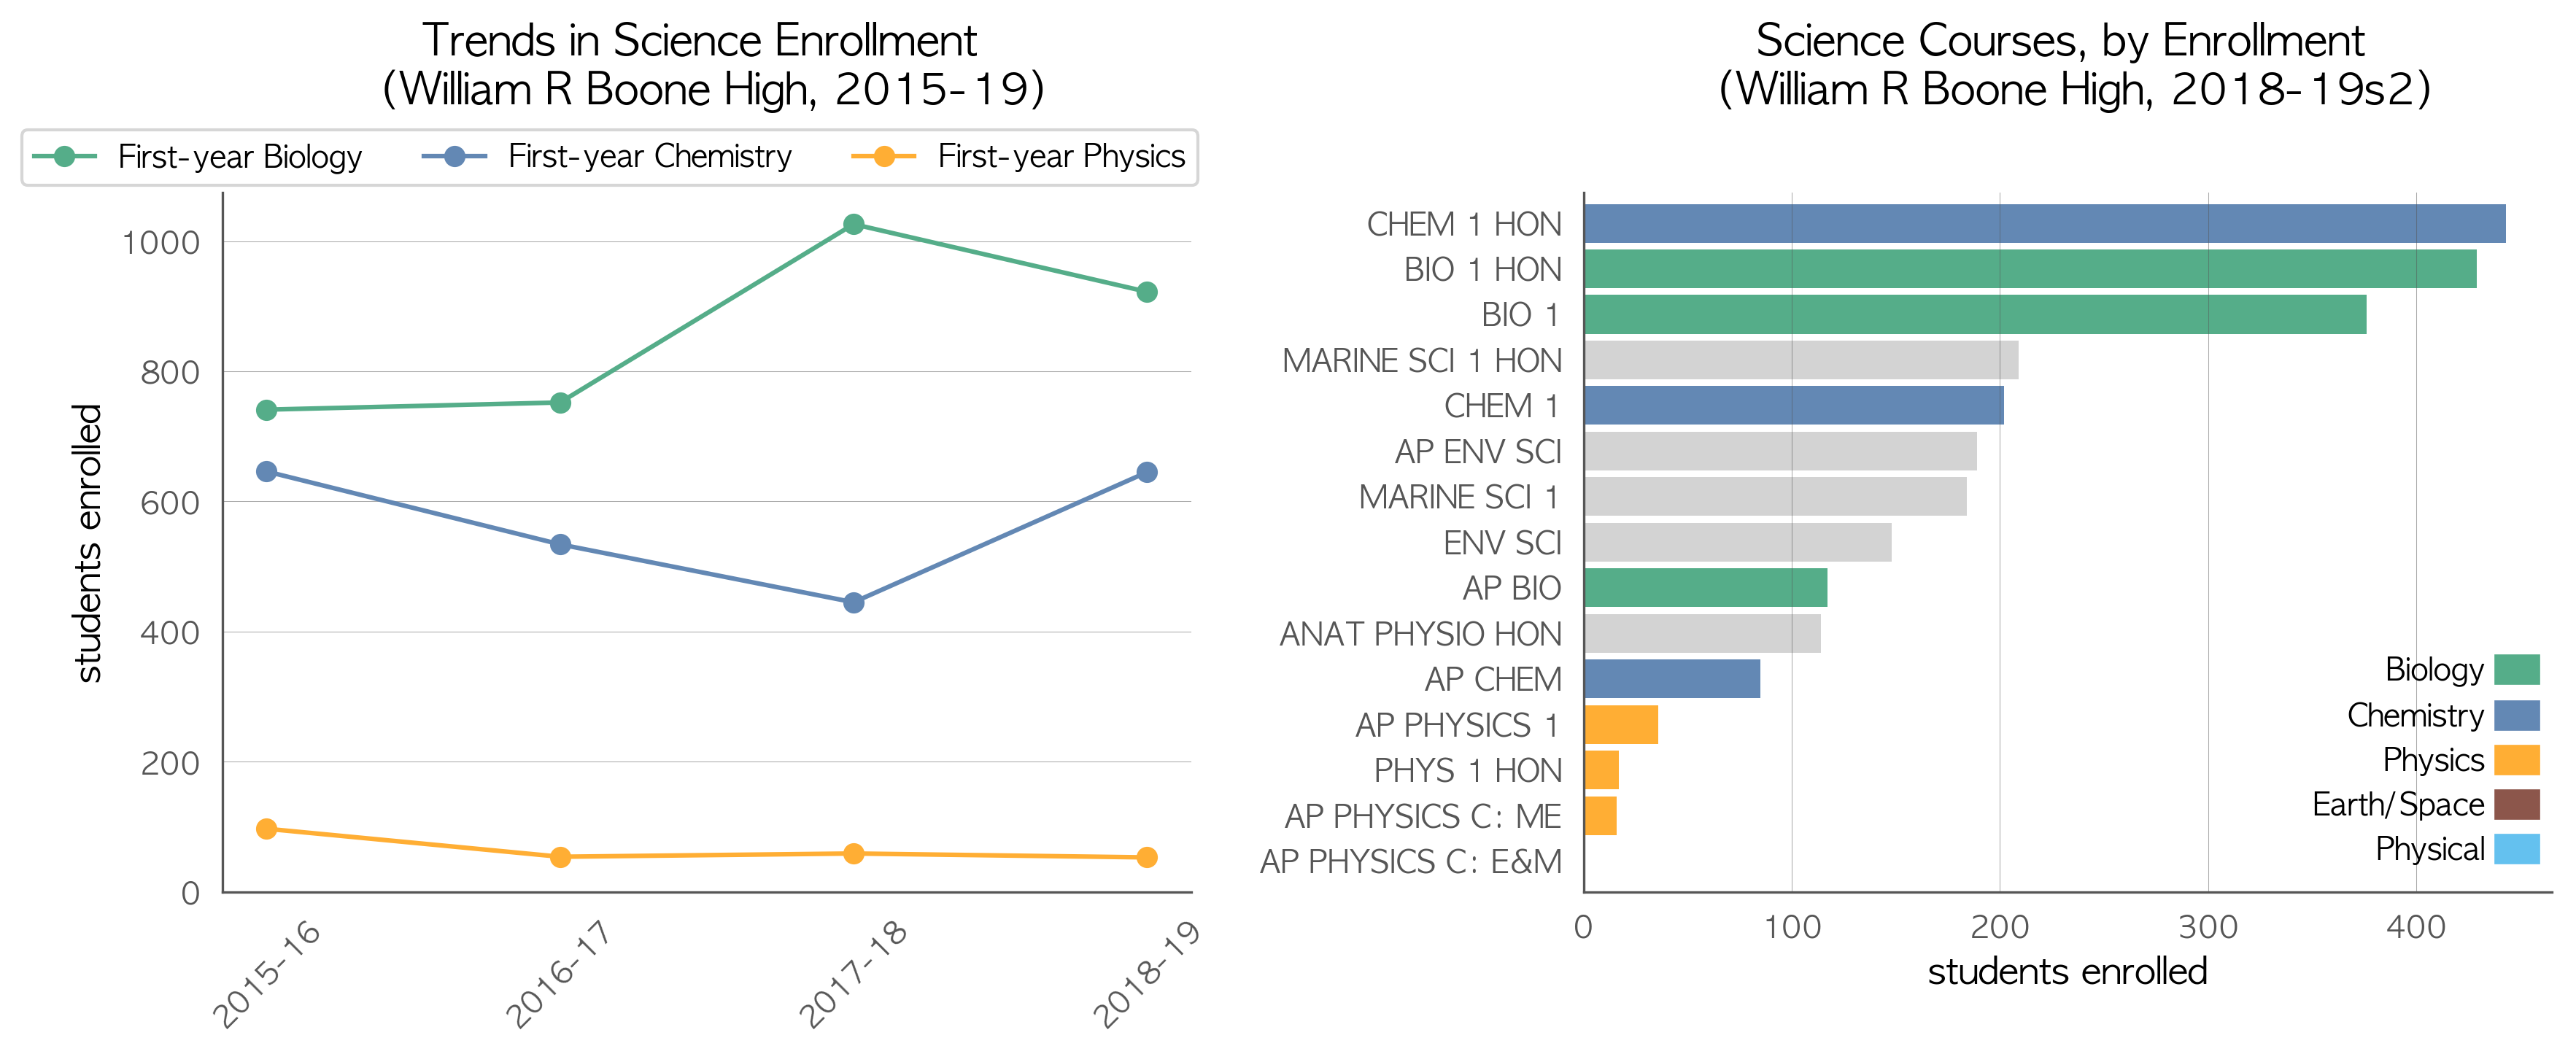 Trends in Science Enrollment
(William R Boone High, 2015-19)
First-year Biology
First-year Chemistry
First-year Physics
1000
800
600
400
200
0
students enrolled
2015-16
2016-17
2017-18
2018-19
Science Courses, by Enrollment
(William R Boone High, 2018-19s2)
CHEM 1 HON
BIO 1 HON
BIO 1
MARINE SCI 1 HON
CHEM 1
AP ENV SCI
MARINE SCI 1
ENV SCI
AP BIO
ANAT PHYSIO HON
AP CHEM
AP PHYSICS 1
PHYS 1 HON
AP PHYSICS C: ME
AP PHYSICS C: E&M
Biology
Chemistry
Physics
Earth/Space
Physical
0
100
200
300
400
students enrolled